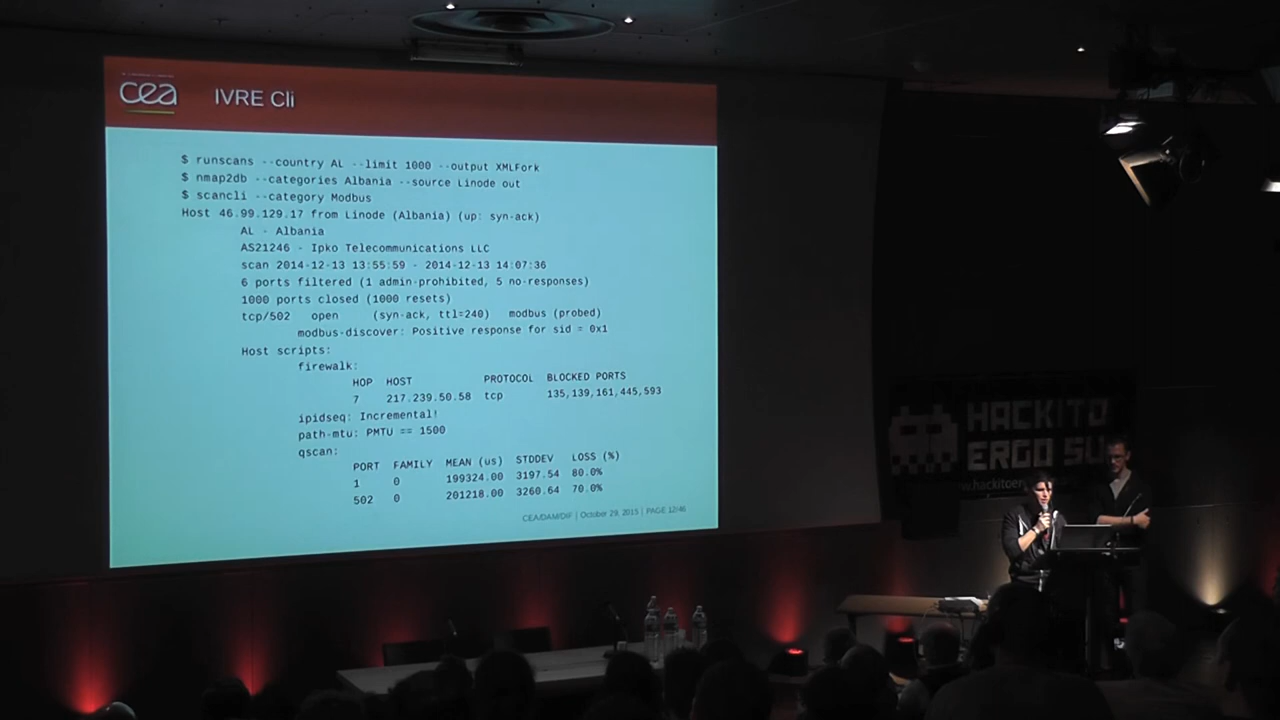 cea
IVRE Cli
$ runscans --country AL --limit 1000 --output XMLFork
$ nmap2db --categories Albania --source Linode out
$ scancli --category Modbus
Host 46.99.129.17 from Linode (Albania) (up: syn-ack)
AL - Albania
AS21246 - Ipko Telecommunications LLC
scan 2014-12-13 13:55:59 - 2014-12-13 14:07:36
6 ports filtered (1 admin-prohibited, 5 no-responses)
1000 ports closed (1000 resets)
tcp/502 open (syn-ack, ttl=240) modbus (probed)
modbus-discover: Positive response for sid = 0x1
Host scripts:
firewalk:
HOP HOST PROTOCOL BLOCKED PORTS
7 217.239.50.58 tcp 135,139,161,445,593
ipidseq: Incremental!
path-mtu: PMTU == 1500
qscan:
PORT FAMILY MEAN (us) STDDEV LOSS (%)
1 0 199324.00 3197.54 80.0%
502 0 201218.00 3260.64 70.0%
CEA/DAM/DIF | October 29, 2015 | PAGE 12/46
HACKITO
ERGO SU
www.hackitoer